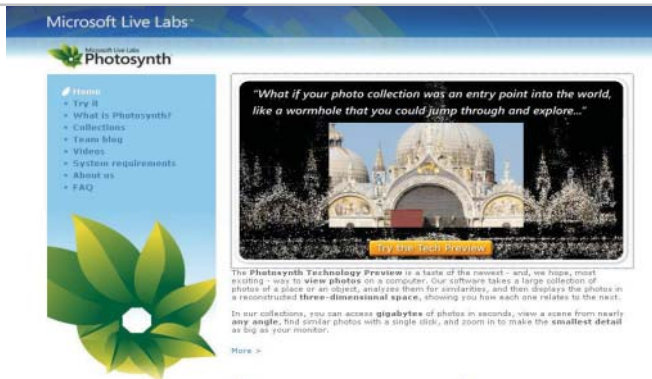 Microsoft Live Labs™
Microsoft Live Labs
Photosynth
Home
Try it
What is Photosynth?
Collections
Team blog
Videos
System requirements
About us
FAQ
"What if your photo collection was an entry point into the world,
like a wormhole that you could jump through and explore..."
Try the Tech Preview
The Photosynth Technology Preview is a taste of the newest - and, we hope, most
exciting - way to view photos on a computer. Our software takes a large collection of
photos of a place or an object, analyzes them for similarities, and then displays the photos in
a reconstructed three-dimensional space, showing you how each one relates to the next.
In our collections, you can access gigabytes of photos in seconds, view a scene from nearly
any angle, find similar photos with a single click, and zoom in to make the smallest detail
as big as your monitor.
More >